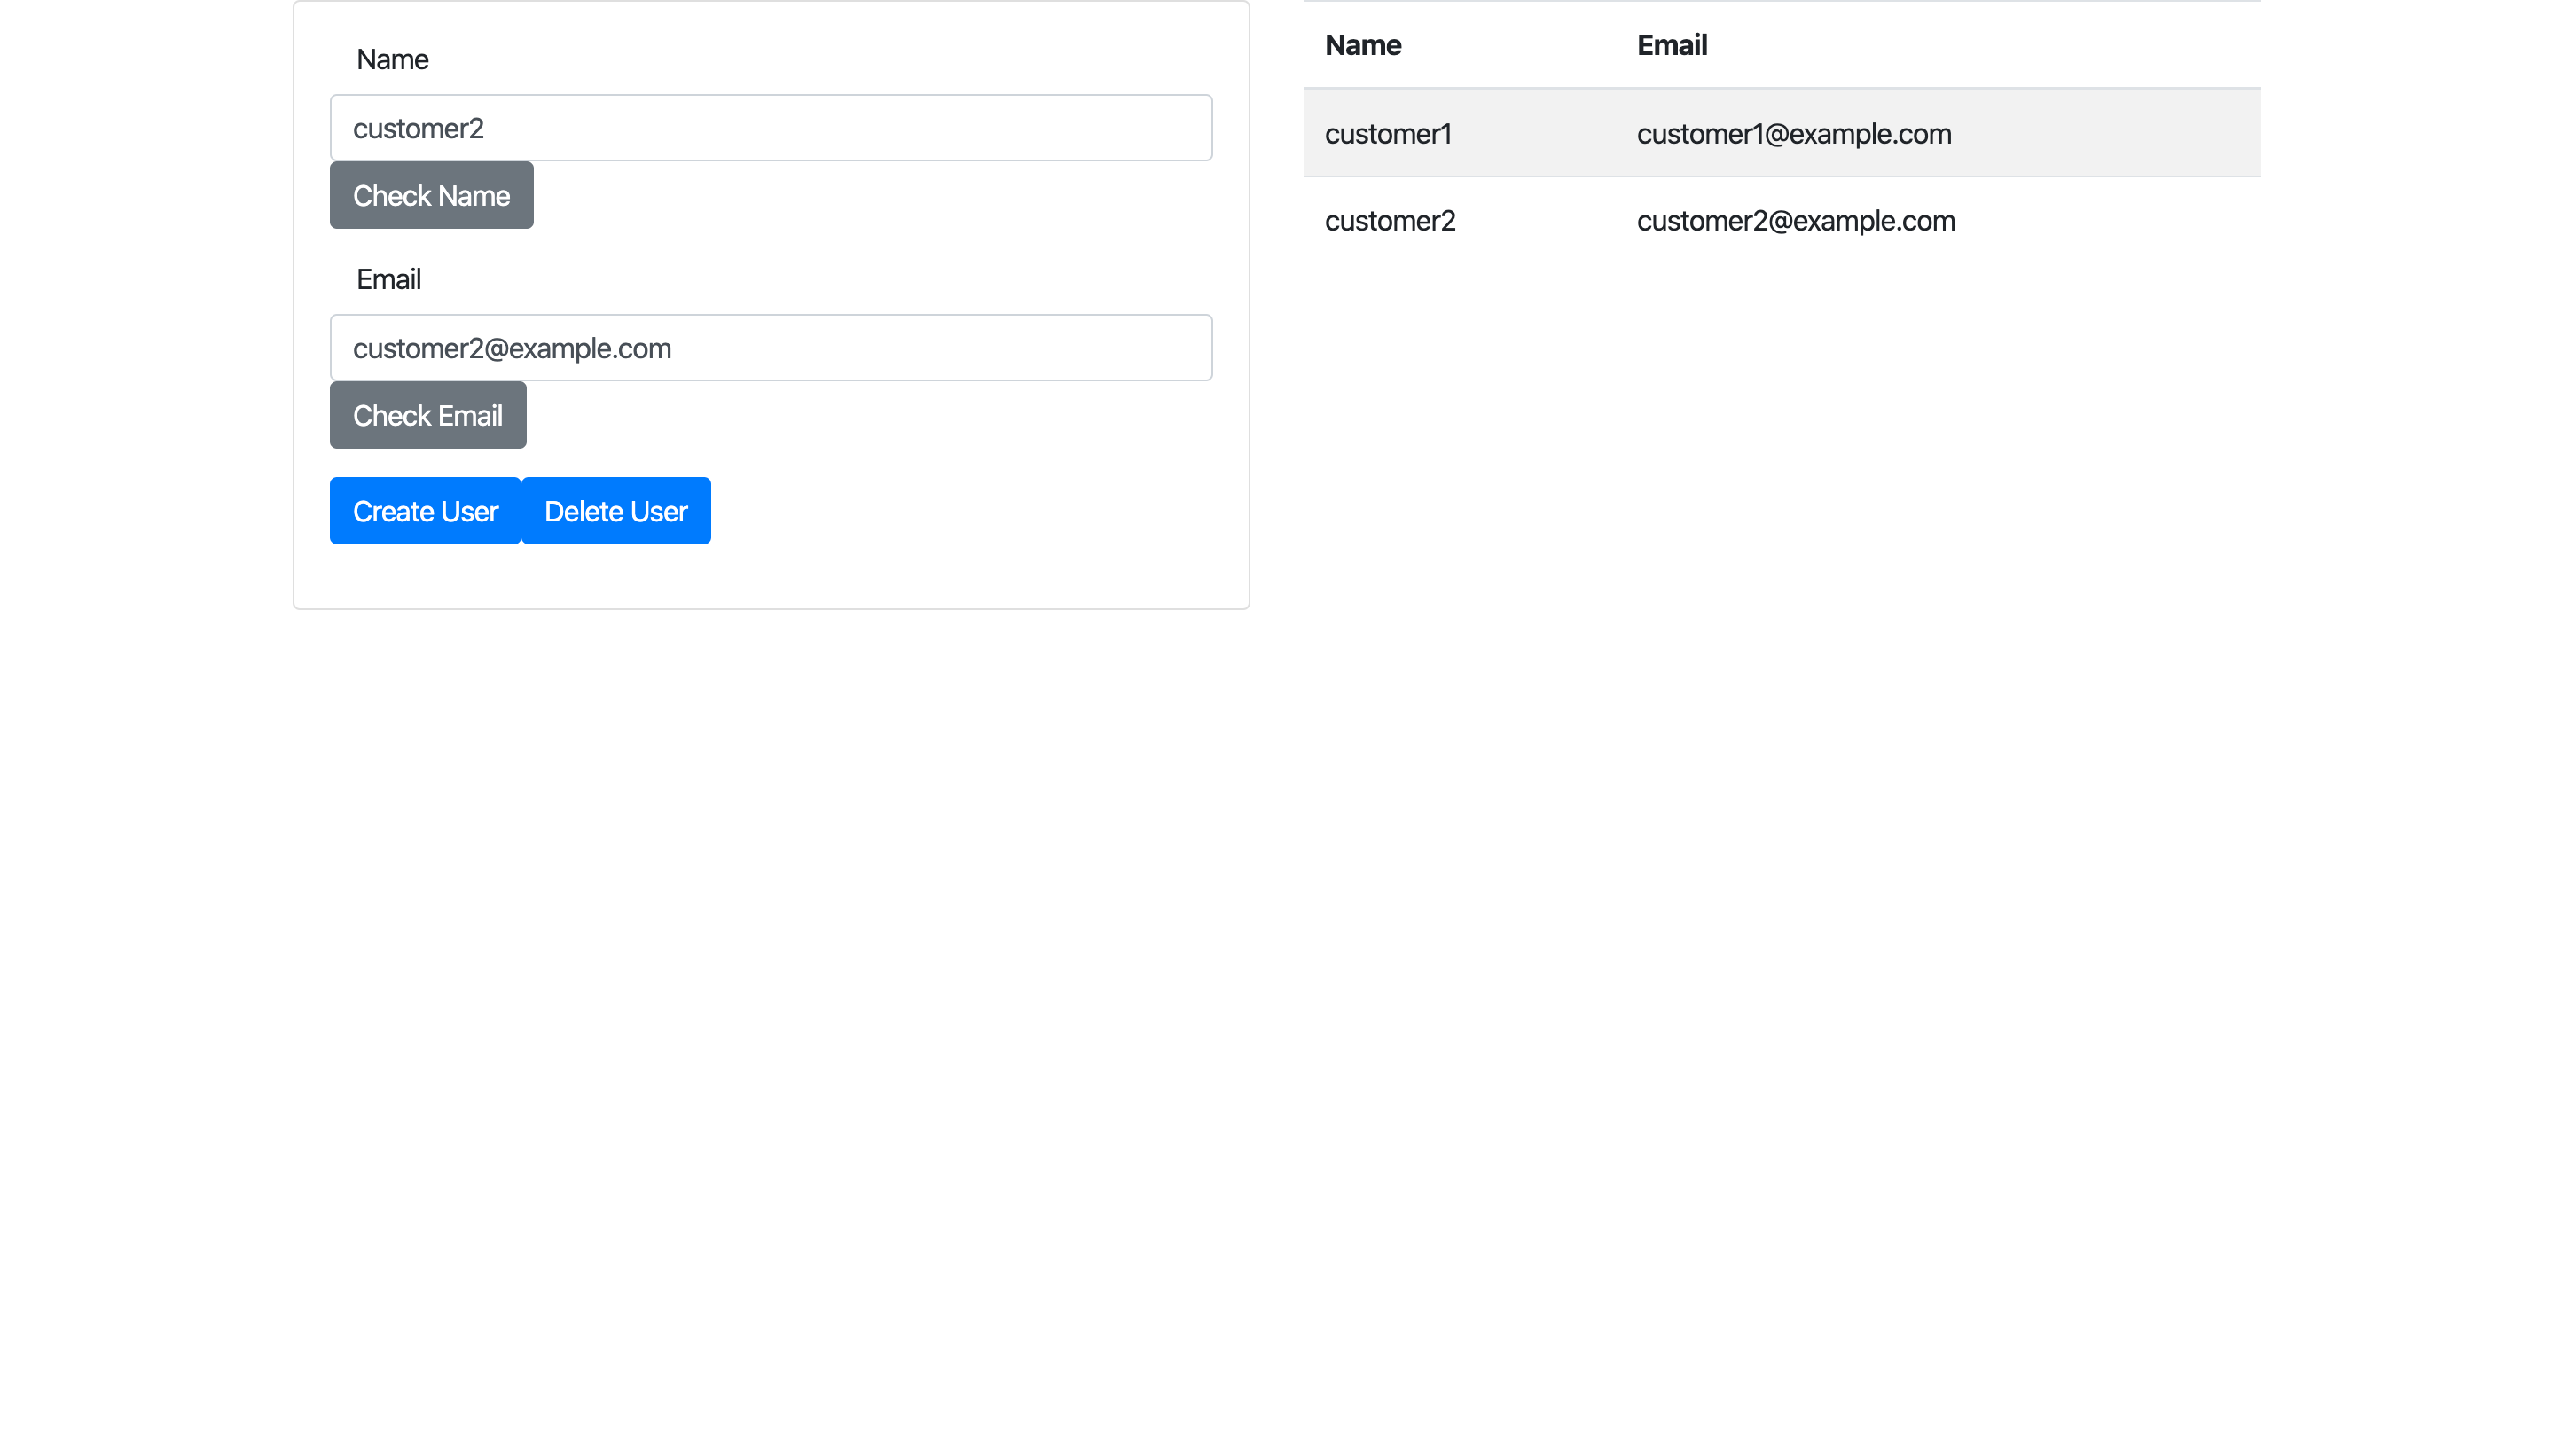 Name
customer2
Check Name
Email
customer2@example.com
Check Email
Create User Delete User
Name Email
customer1 customer1@example.com
customer2 customer2@example.com